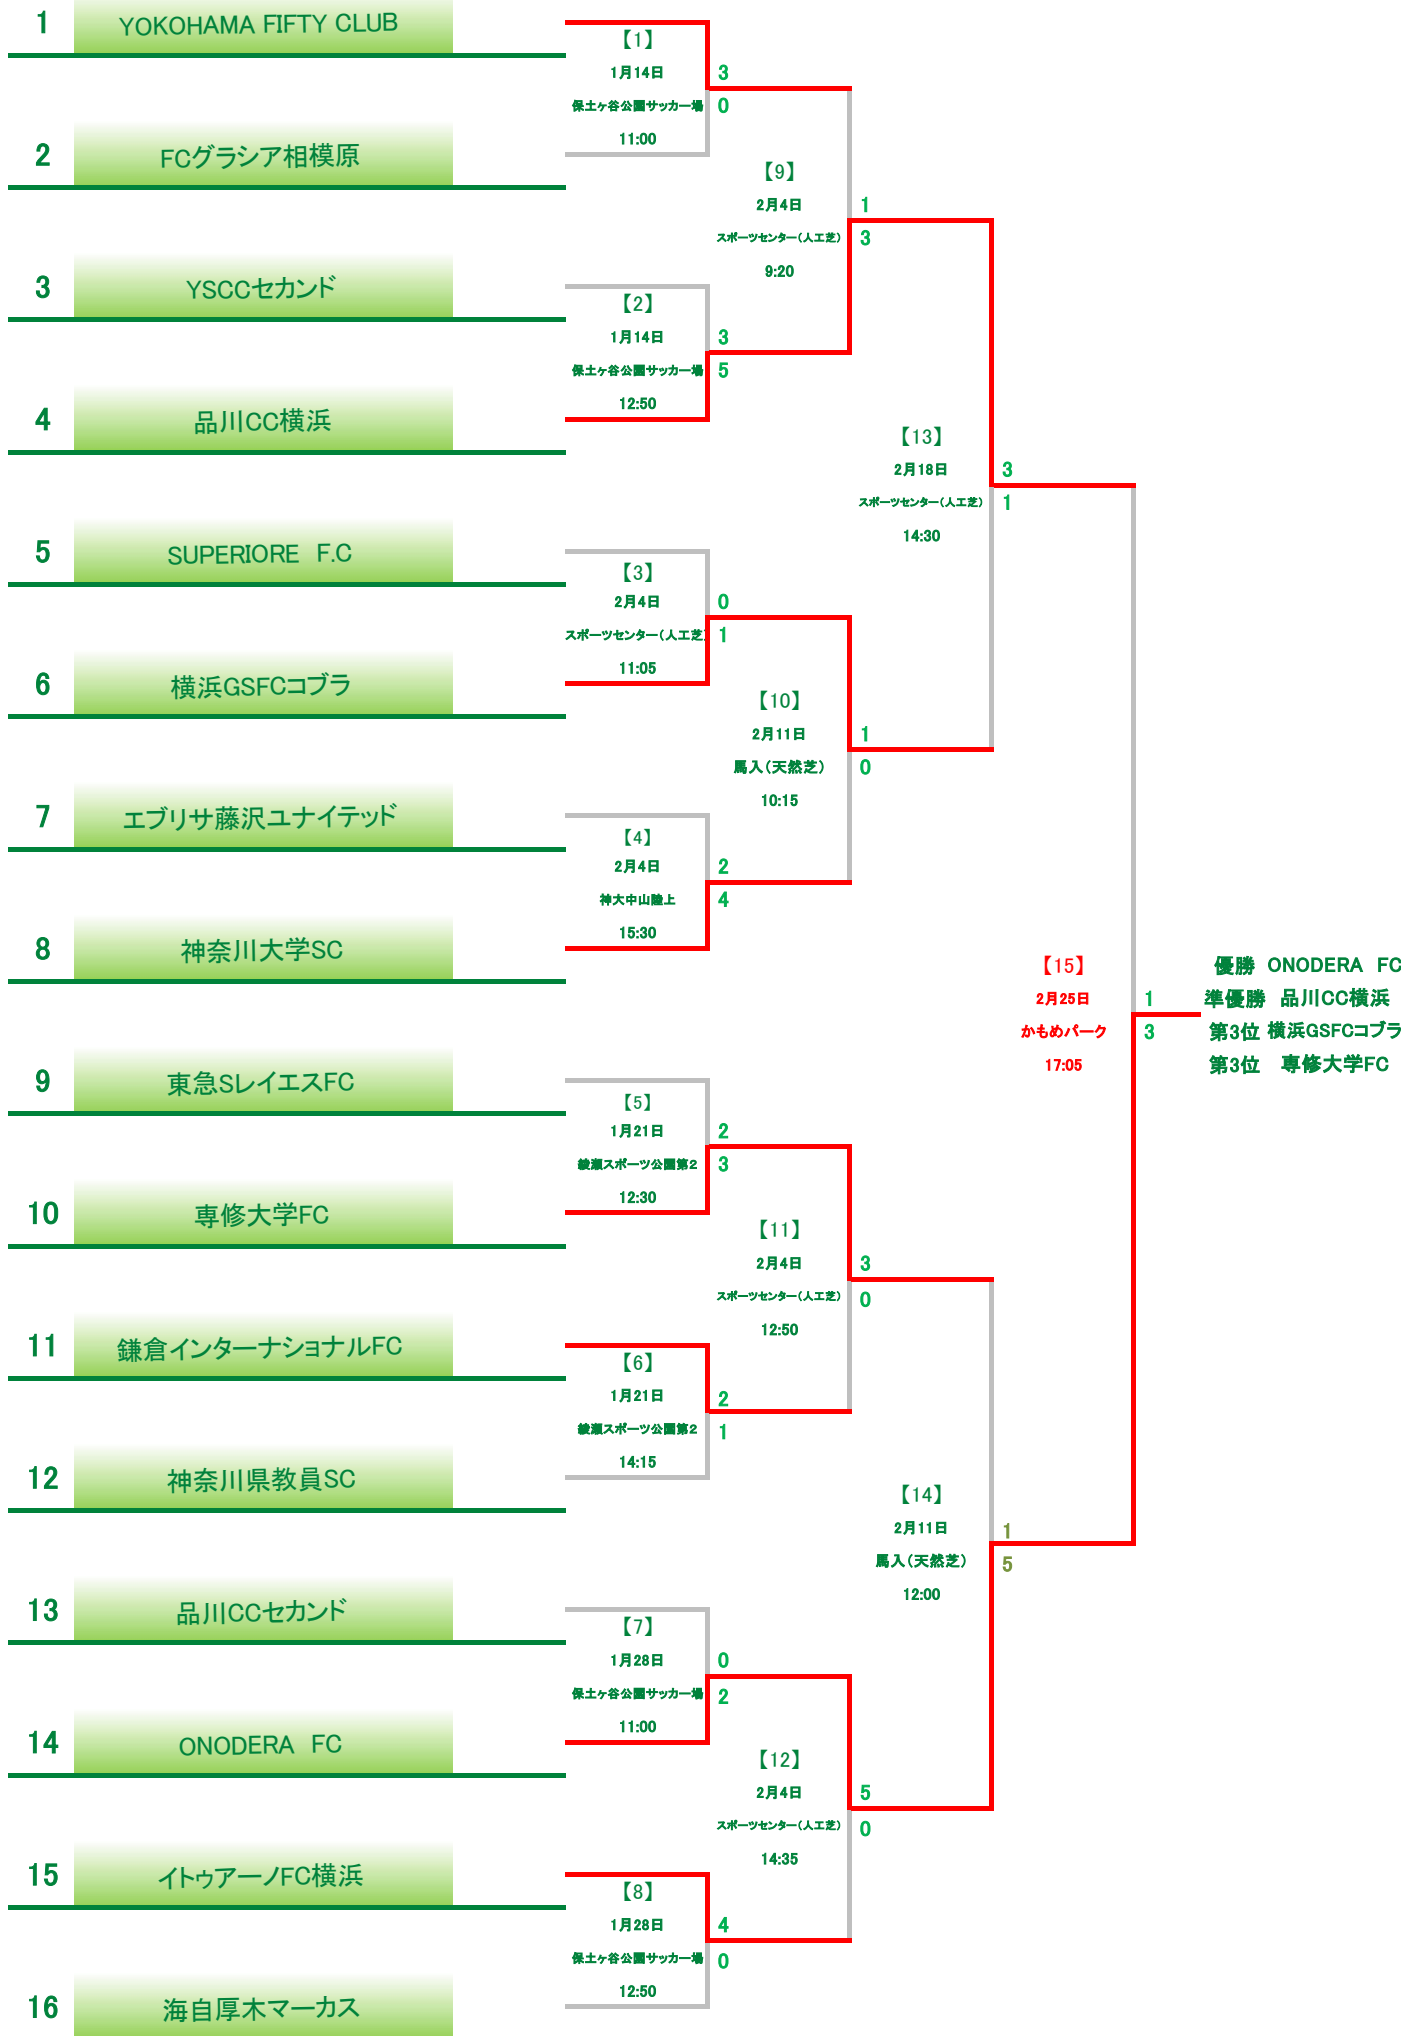 1
YOKOHAMA FIFTY CLUB
【1】
1月14日
3
保土ヶ谷公園サッカー場
0
11:00
2
FCグラシア相模原
【9】
2月4日
1
スポーツセンター(人工芝)
3
9:20
3
YSCCセカンド
【2】
1月14日
3
保土ヶ谷公園サッカー場
5
12:50
4
品川CC横浜
【13】
2月18日
3
スポーツセンター(人工芝)
1
14:30
5
SUPERIORE F.C
【3】
2月4日
0
スポーツセンター(人工芝)
1
11:05
6
横浜GSFCコブラ
【10】
2月11日
1
馬入(天然芝)
0
10:15
7
エブリサ藤沢ユナイテッド
【4】
2月4日
2
神大中山陸上
4
15:30
8
神奈川大学SC
【15】
2月25日
1
かもめパーク
3
17:05
優勝 ONODERA FC
準優勝 品川CC横浜
第3位 横浜GSFCコブラ
第3位 専修大学FC
9
東急SレイエスFC
【5】
1月21日
2
綾瀬スポーツ公園第2
3
12:30
10
専修大学FC
【11】
2月4日
3
スポーツセンター(人工芝)
0
12:50
11
鎌倉インターナショナルFC
【6】
1月21日
2
綾瀬スポーツ公園第2
1
14:15
12
神奈川県教員SC
【14】
2月11日
1
馬入(天然芝)
5
12:00
13
品川CCセカンド
【7】
1月28日
0
保土ヶ谷公園サッカー場
2
11:00
14
ONODERA FC
【12】
2月4日
5
スポーツセンター(人工芝)
0
14:35
15
イトゥアーノFC横浜
【8】
1月28日
4
保土ヶ谷公園サッカー場
0
12:50
16
海自厚木マーカス